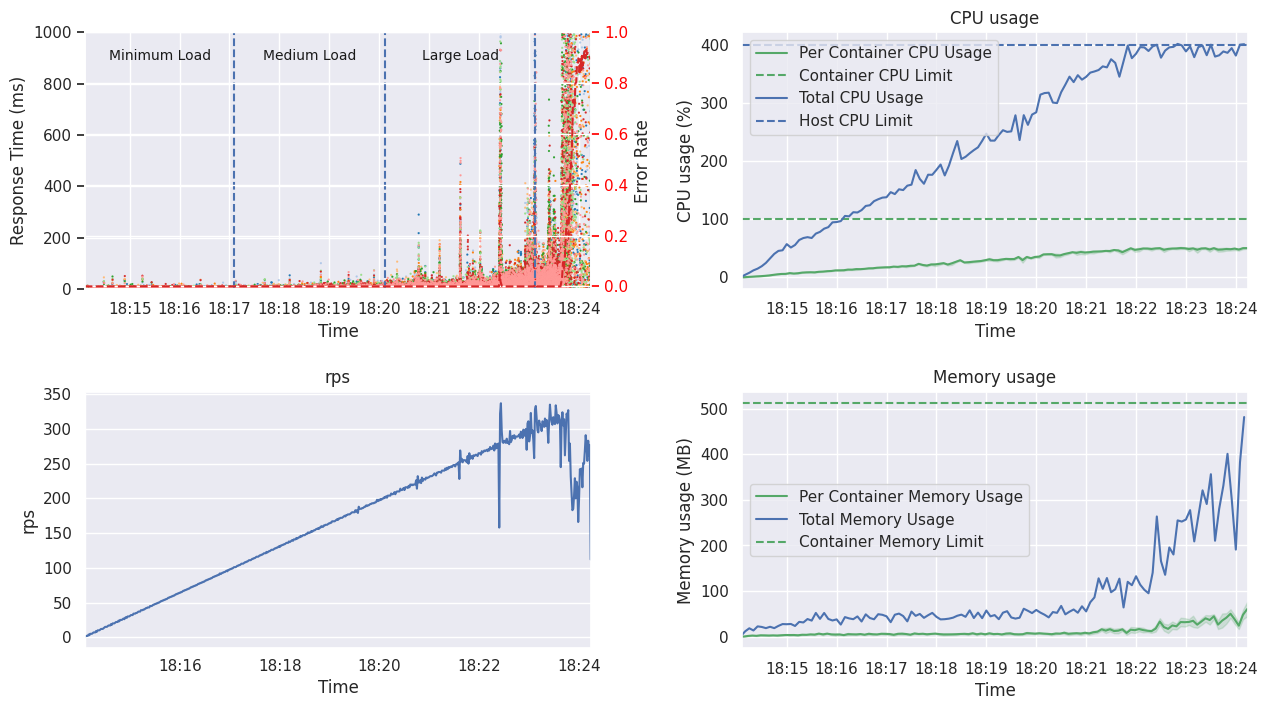 Minimum Load
Medium Load
Large Load
1000
800
600
400
200
0
Response Time (ms)
1.0
0.8
0.6
0.4
0.2
0.0
Error Rate
18:15 18:16 18:17 18:18 18:19 18:20 18:21 18:22 18:23 18:24
Time
CPU usage
Per Container CPU Usage
Container CPU Limit
Total CPU Usage
Host CPU Limit
400
300
200
100
0
CPU usage (%)
18:15 18:16 18:17 18:18 18:19 18:20 18:21 18:22 18:23 18:24
Time
rps
350
300
250
200
150
100
50
0
rps
18:16 18:18 18:20 18:22 18:24
Time
Memory usage
500
400
300
200
100
0
Memory usage (MB)
Per Container Memory Usage
Total Memory Usage
Container Memory Limit
18:15 18:16 18:17 18:18 18:19 18:20 18:21 18:22 18:23 18:24
Time